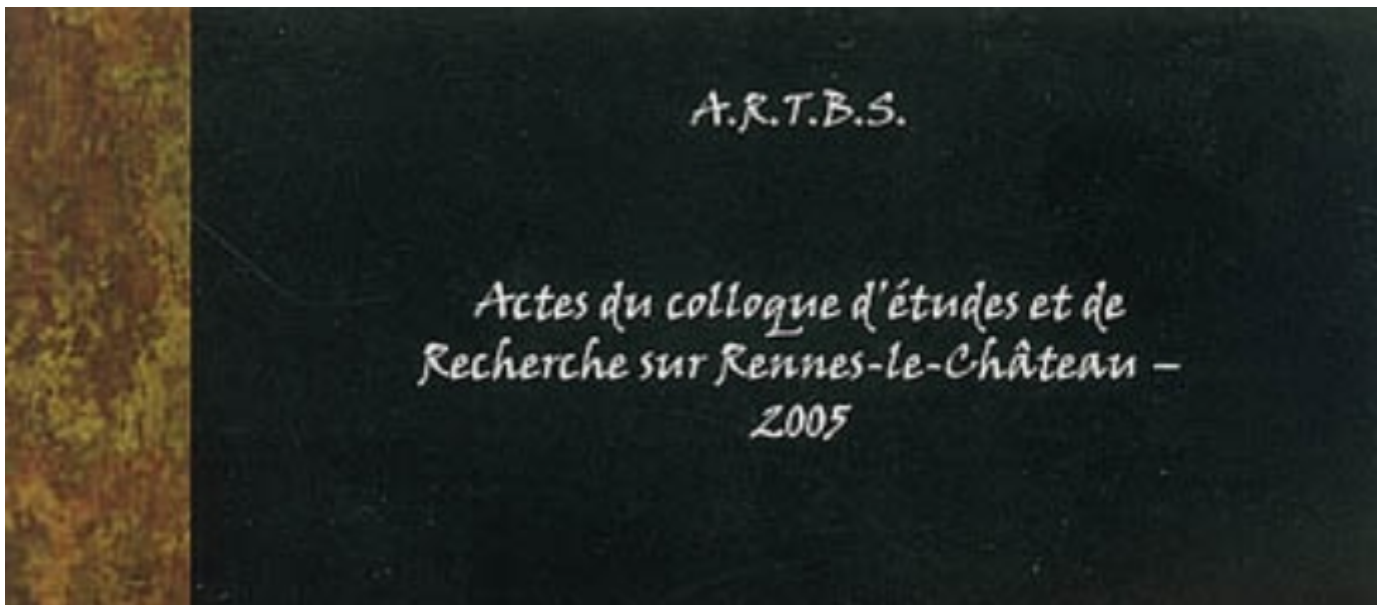 A.R.T.B.S.
Actes du colloque d'études et de
Recherche sur Rennes-le-Château –
2005